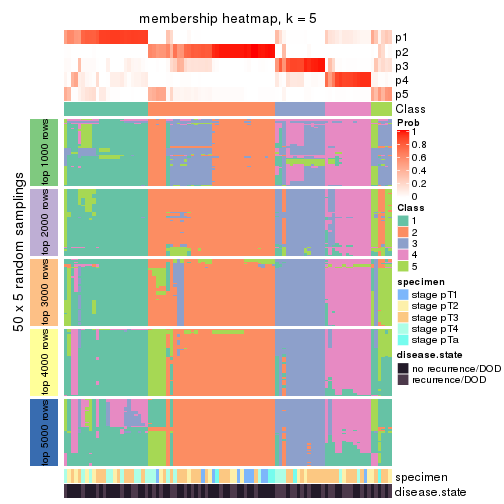 membership heatmap, k = 5
p1
p2
p3
p4
p5
Class
50 x 5 random samplings
top 1000 rows
top 2000 rows
top 3000 rows
top 4000 rows
top 5000 rows
Prob
1
0.8
0.6
0.4
0.2
0
Class
1
2
3
4
5
specimen
stage pT1
stage pT2
stage pT3
stage pT4
stage pTa
disease.state
no recurrence/DOD
recurrence/DOD
specimen
disease.state